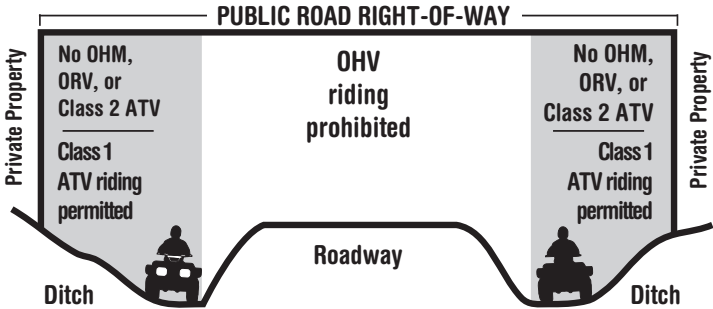 PUBLIC ROAD RIGHT-OF-WAY
Private Property
No OHM,
ORV, or
Class 2 ATV
Class 1
ATV riding
permitted
OHV
riding
prohibited
No OHM,
ORV, or
Class 2 ATV
Class 1
ATV riding
permitted
Private Property
Roadway
Ditch
Ditch